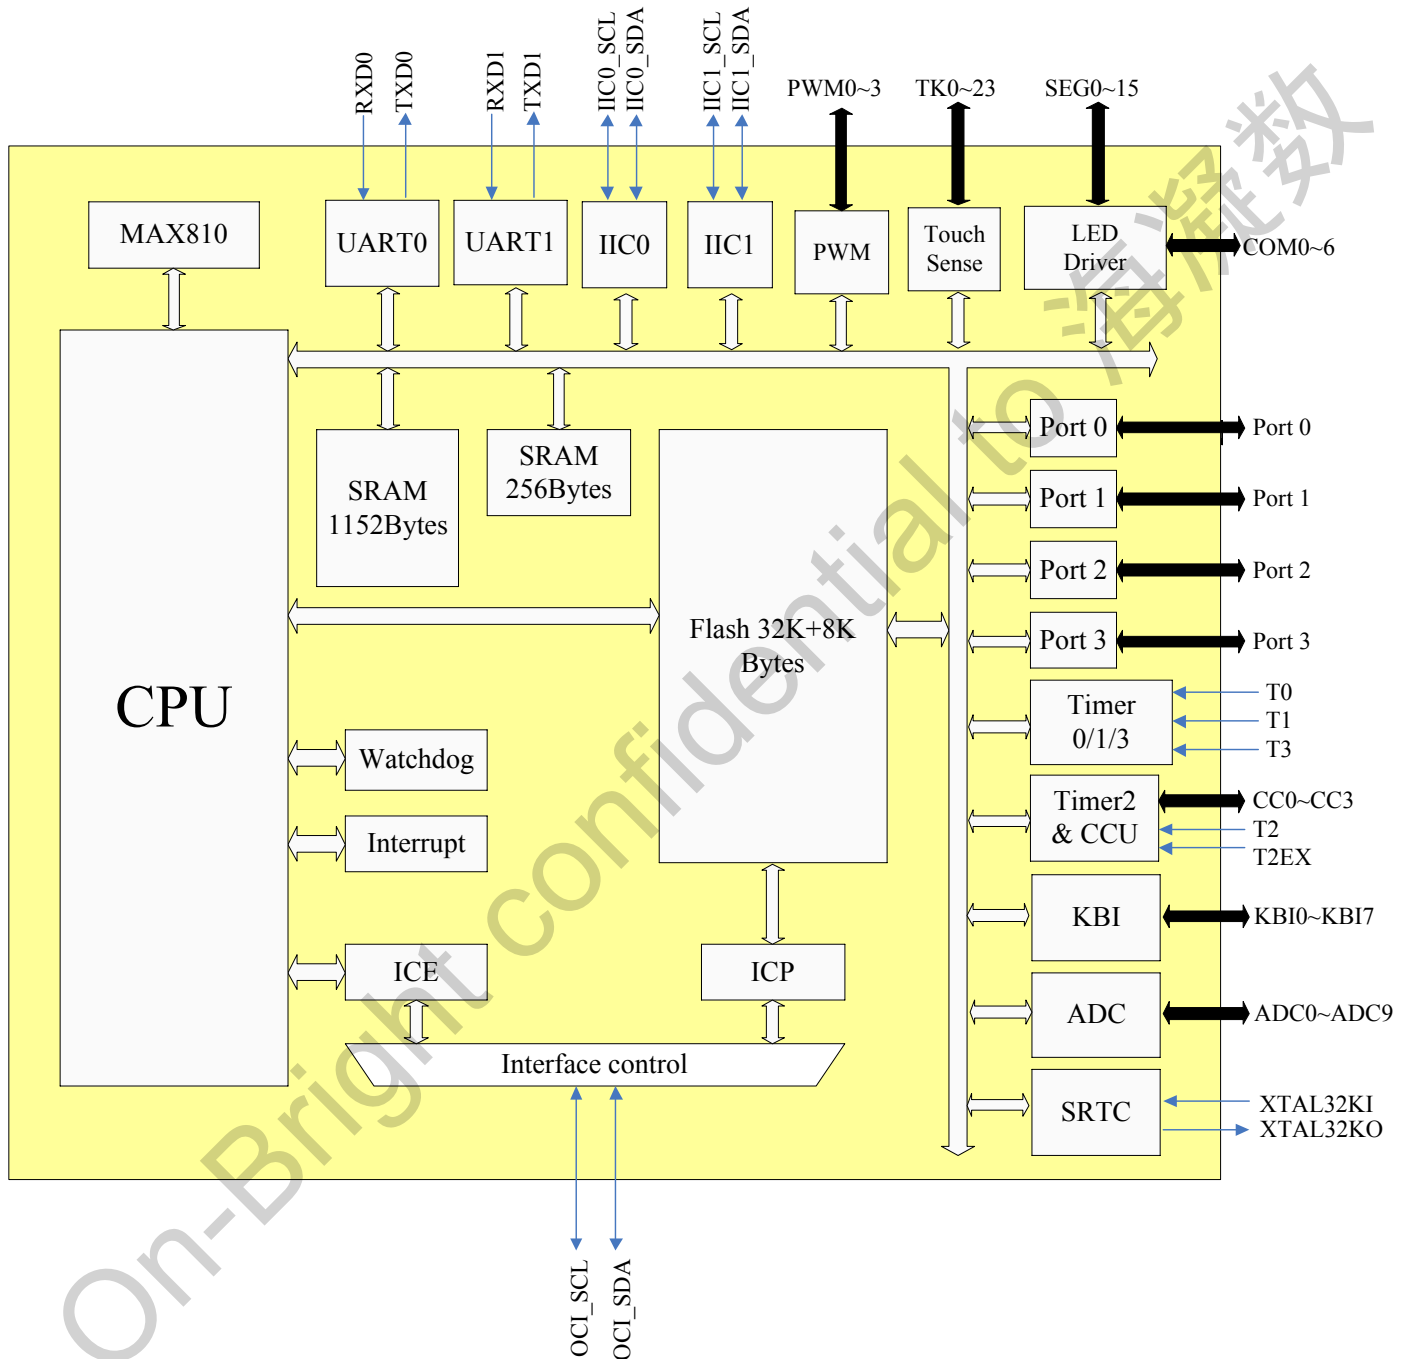 RXD0
TXD0
RXD1
TXD1
IIC0_SCL
IIC0_SDA
IIC1_SCL
IIC1_SDA
PWM0~3
TK0~23
SEG0~15
MAX810
UART0
UART1
IIC0
IIC1
PWM
Touch
Sense
LED
Driver
COM0~6
CPU
SRAM
1152Bytes
SRAM
256Bytes
Flash 32K+8K
Bytes
Port 0
Port 0
Port 1
Port 1
Port 2
Port 2
Port 3
Port 3
Timer
0/1/3
T0
T1
T3
Timer2
& CCU
CC0~CC3
T2
T2EX
Watchdog
Interrupt
KBI
KBI0~KBI7
ICE
ICP
ADC
ADC0~ADC9
Interface control
SRTC
XTAL32KI
XTAL32KO
OCI_SCL
OCI_SDA
On-Bright confidential to 海凝数